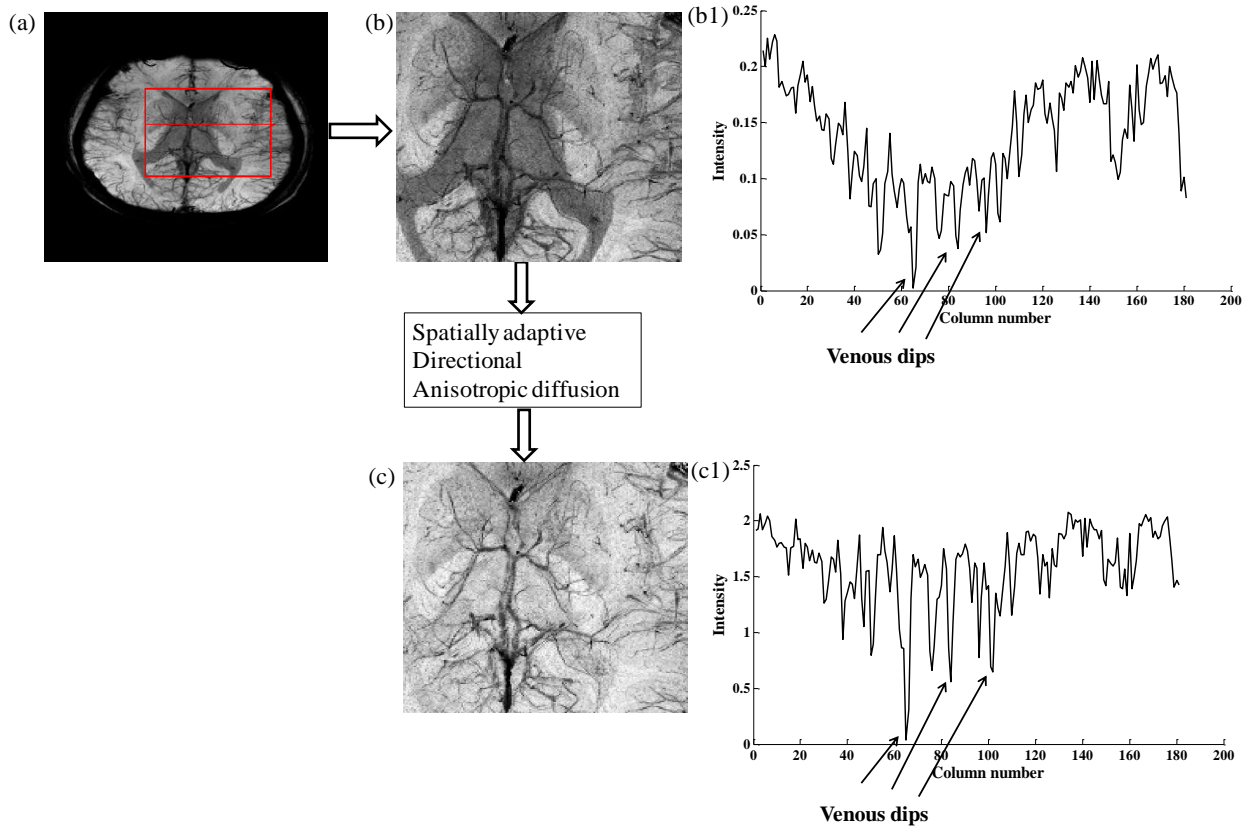 (a)
(b)
(b1)
0.25
0.2
0.15
0.1
0.05
0
Intensity
0 20 40 60 80 100 120 140 160 180 200
Column number
Venous dips
Spatially adaptive
Directional
Anisotropic diffusion
(c)
(c1)
2.5
2
1.5
1
0.5
0
Intensity
0 20 40 60 80 100 120 140 160 180 200
Column number
Venous dips